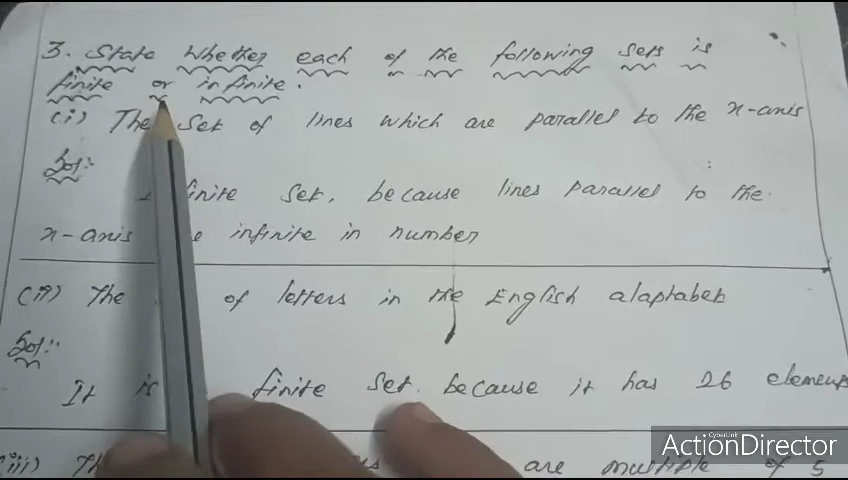 3. State whether each of the following sets is
finite or infinite.
(i) The set of lines which are parallel to the x-axis
Sol:-
finite set, because lines parallel to the
x-axis infinite in number
(ii) The of letters in the English alaptabet
Sol:-
It is finite set. because it has 26 elements
(iii) are multiple of 5
CyberLink
ActionDirector